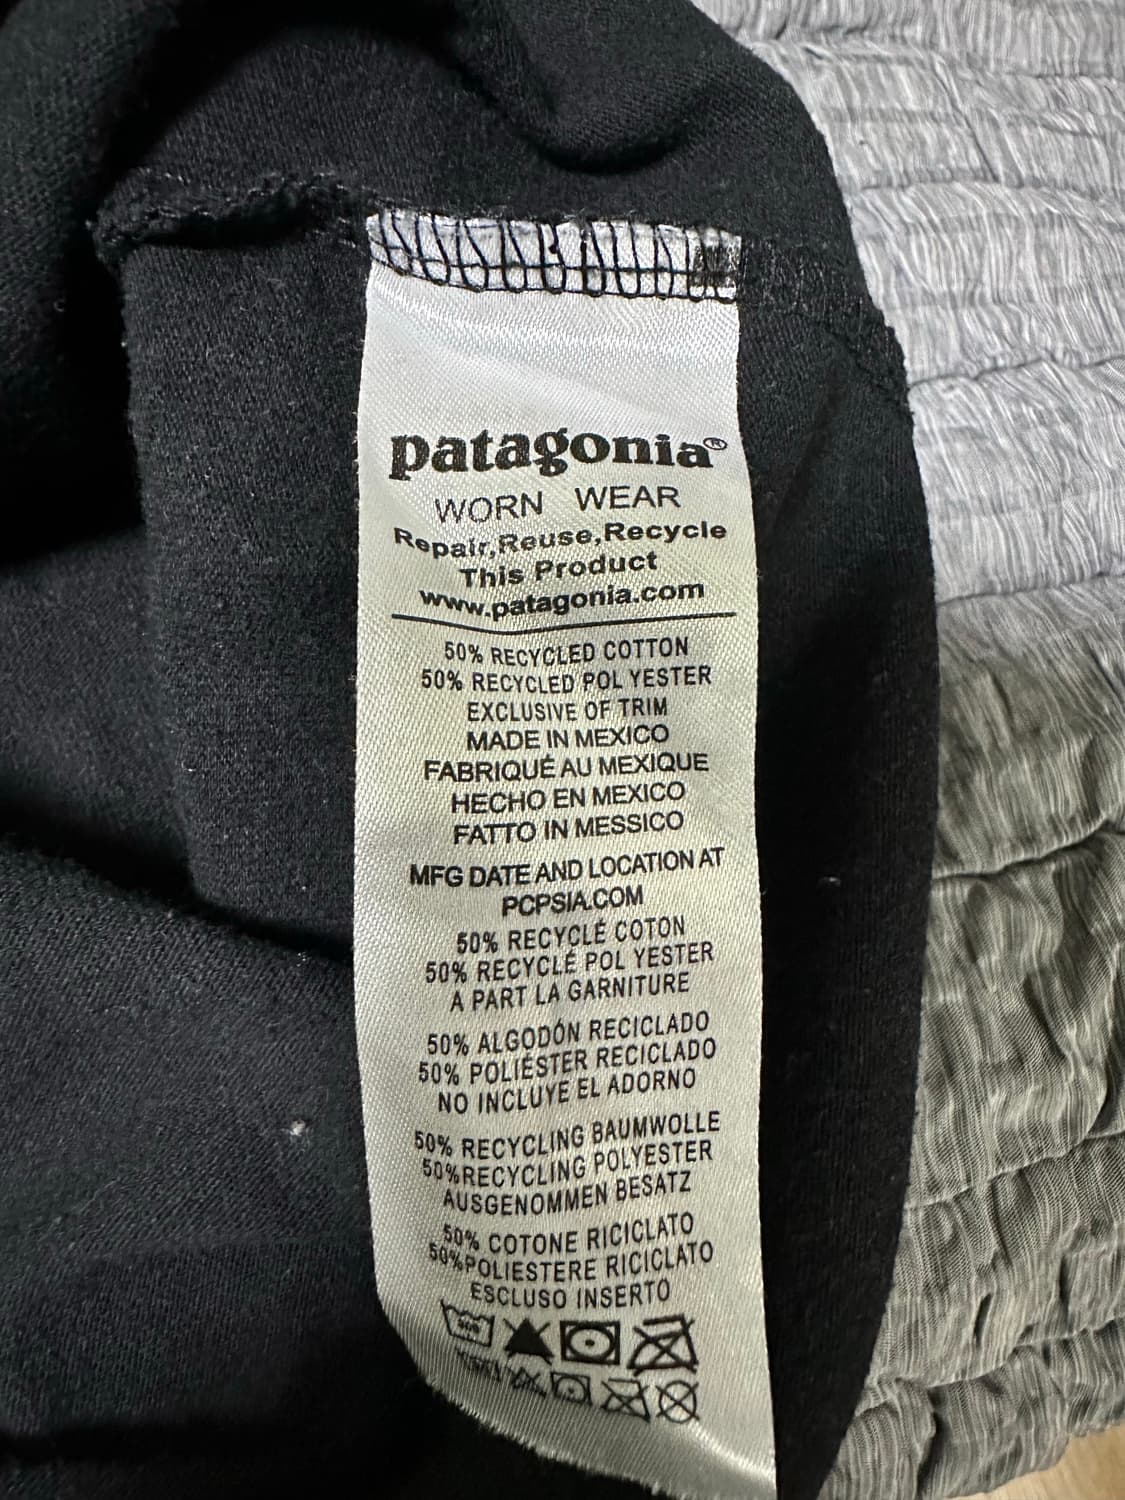 patagonia®
WORN WEAR
Repair,Reuse,Recycle
This Product
www.patagonia.com
50% RECYCLED COTTON
50% RECYCLED POL YESTER
EXCLUSIVE OF TRIM
MADE IN MEXICO
FABRIQUÉ AU MEXIQUE
HECHO EN MEXICO
FATTO IN MESSICO
MFG DATE AND LOCATION AT
PCPSIA.COM
50% RECYCLÉ COTON
50% RECYCLÉ POL YESTER
A PART LA GARNITURE
50% ALGODÓN RECICLADO
50% POLIÉSTER RECICLADO
NO INCLUYE EL ADORNO
50% RECYCLING BAUMWOLLE
50%RECYCLING POLYESTER
AUSGENOMMEN BESATZ
50% COTONE RICICLATO
50%POLIESTERE RICICLATO
ESCLUSO INSERTO